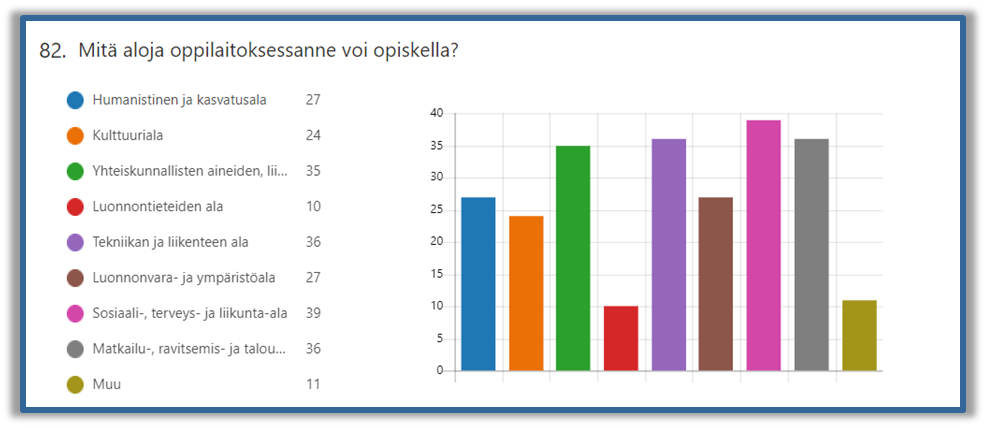 82. Mitä aloja oppilaitoksessanne voi opiskella?
Humanistinen ja kasvatusala 27
Kulttuuriala 24
Yhteiskunnallisten aineiden, lii... 35
Luonnontieteiden ala 10
Tekniikan ja liikenteen ala 36
Luonnonvara- ja ympäristöala 27
Sosiaali-, terveys- ja liikunta-ala 39
Matkailu-, ravitsemis- ja talou... 36
Muu 11
40
35
30
25
20
15
10
5
0